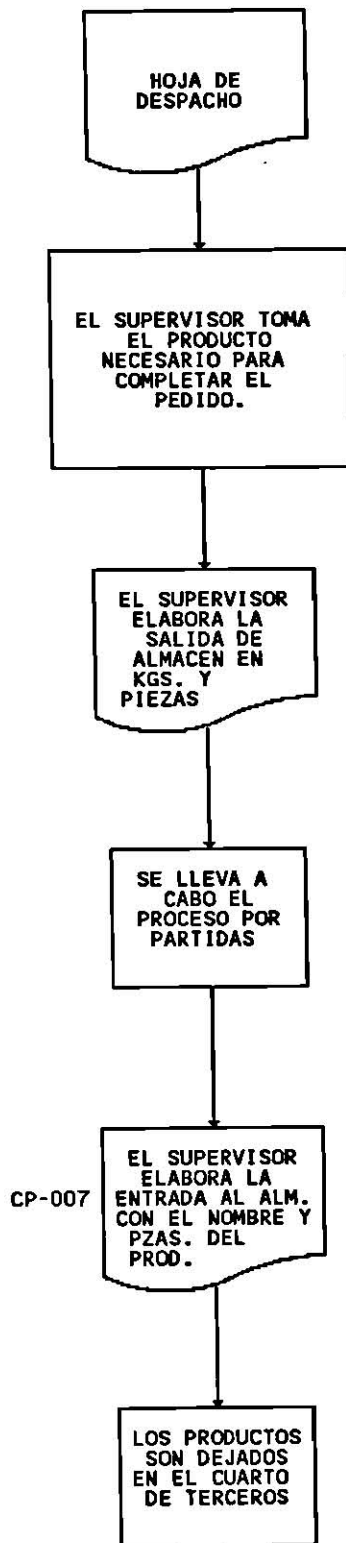 HOJA DE
DESPACHO
EL SUPERVISOR TOMA
EL PRODUCTO
NECESARIO PARA
COMPLETAR EL
PEDIDO.
EL SUPERVISOR
ELABORA LA
SALIDA DE
ALMACEN EN
KGS. Y
PIEZAS
SE LLEVA A
CABO EL
PROCESO POR
PARTIDAS
CP-007
EL SUPERVISOR
ELABORA LA
ENTRADA AL ALM.
CON EL NOMBRE Y
PZAS. DEL
PROD.
LOS PRODUCTOS
SON DEJADOS
EN EL CUARTO
DE TERCEROS